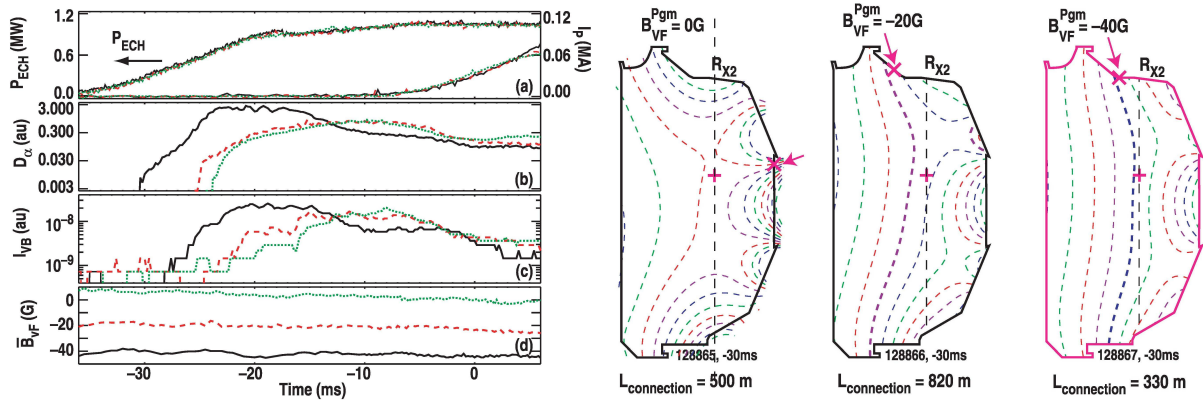 1.2
0.6
0.0
P_ECH (MW)
P_ECH
0.12
0.06
0.00
I_p (MA)
(a)
3.000
0.300
0.030
0.003
D_α (au)
(b)
10⁻⁸
10⁻⁹
I_VB (au)
(c)
0
−20
−40
B̄_VF (G)
(d)
−30
−20
−10
0
Time (ms)
B_VF^Pgm = 0G
R_X2
128865, -30ms
L_connection = 500 m
B_VF^Pgm = −20G
R_X2
128866, -30ms
L_connection = 820 m
B_VF^Pgm = −40G
R_X2
128867, -30ms
L_connection = 330 m